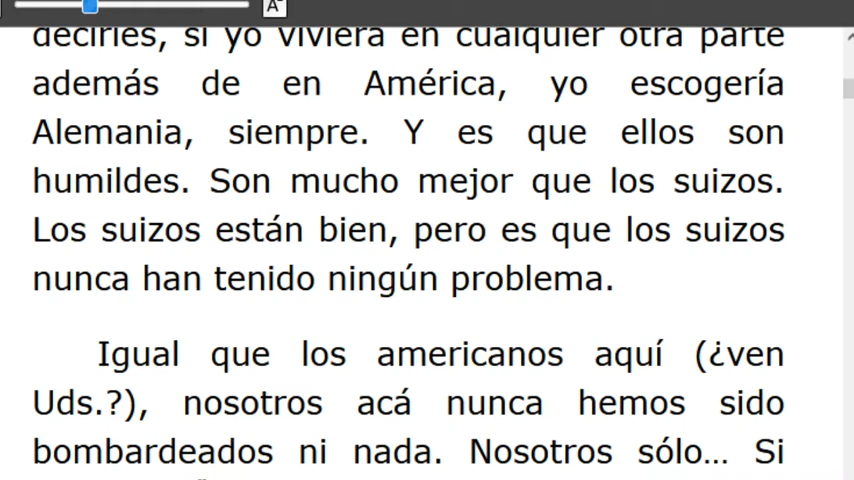 A
decirles, si yo viviera en cualquier otra parte
además de en América, yo escogería
Alemania, siempre. Y es que ellos son
humildes. Son mucho mejor que los suizos.
Los suizos están bien, pero es que los suizos
nunca han tenido ningún problema.
Igual que los americanos aquí (¿ven
Uds.?), nosotros acá nunca hemos sido
bombardeados ni nada. Nosotros sólo… Si